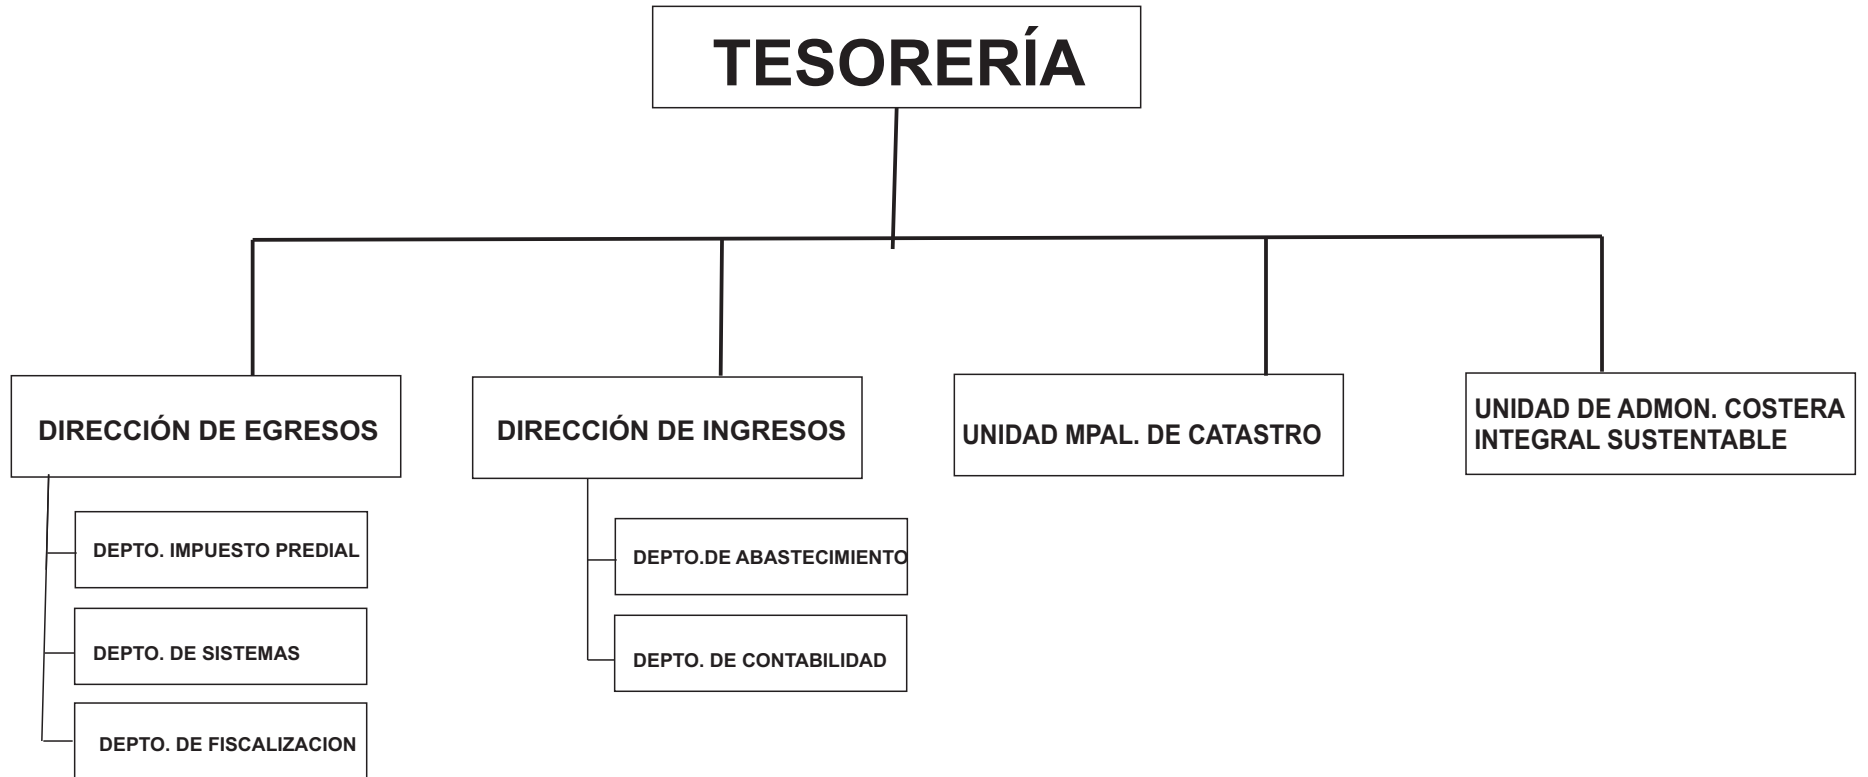 TESORERÍA
DIRECCIÓN DE EGRESOS
DEPTO. IMPUESTO PREDIAL
DEPTO. DE SISTEMAS
DEPTO. DE FISCALIZACION
DIRECCIÓN DE INGRESOS
DEPTO.DE ABASTECIMIENTO
DEPTO. DE CONTABILIDAD
UNIDAD MPAL. DE CATASTRO
UNIDAD DE ADMON. COSTERA
INTEGRAL SUSTENTABLE